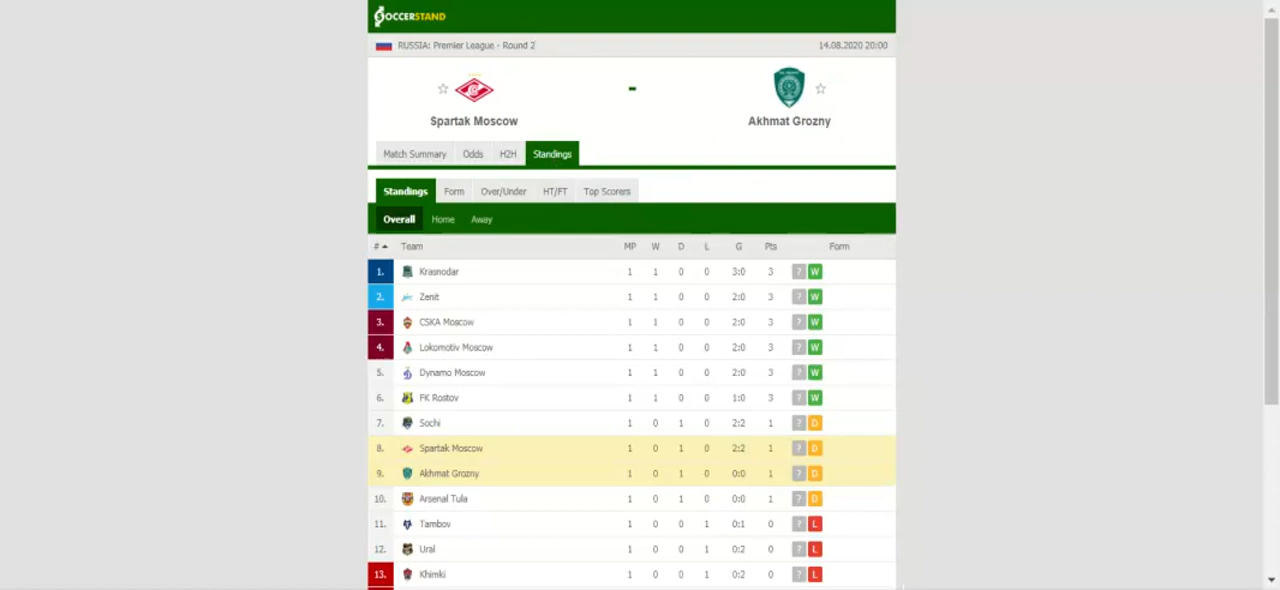 SOCCERSTAND
RUSSIA: Premier League - Round 2 14.08.2020 20:00
-
Spartak Moscow Akhmat Grozny
Match Summary Odds H2H Standings
Standings Form Over/Under HT/FT Top Scorers
Overall Home Away
# Team MP W D L G Pts Form
1. Krasnodar 1 1 0 0 3:0 3 ? W
2. Zenit 1 1 0 0 2:0 3 ? W
3. CSKA Moscow 1 1 0 0 2:0 3 ? W
4. Lokomotiv Moscow 1 1 0 0 2:0 3 ? W
5. Dynamo Moscow 1 1 0 0 2:0 3 ? W
6. FK Rostov 1 1 0 0 1:0 3 ? W
7. Sochi 1 0 1 0 2:2 1 ? D
8. Spartak Moscow 1 0 1 0 2:2 1 ? D
9. Akhmat Grozny 1 0 1 0 0:0 1 ? D
10. Arsenal Tula 1 0 1 0 0:0 1 ? D
11. Tambov 1 0 0 1 0:1 0 ? L
12. Ural 1 0 0 1 0:2 0 ? L
13. Khimki 1 0 0 1 0:2 0 ? L